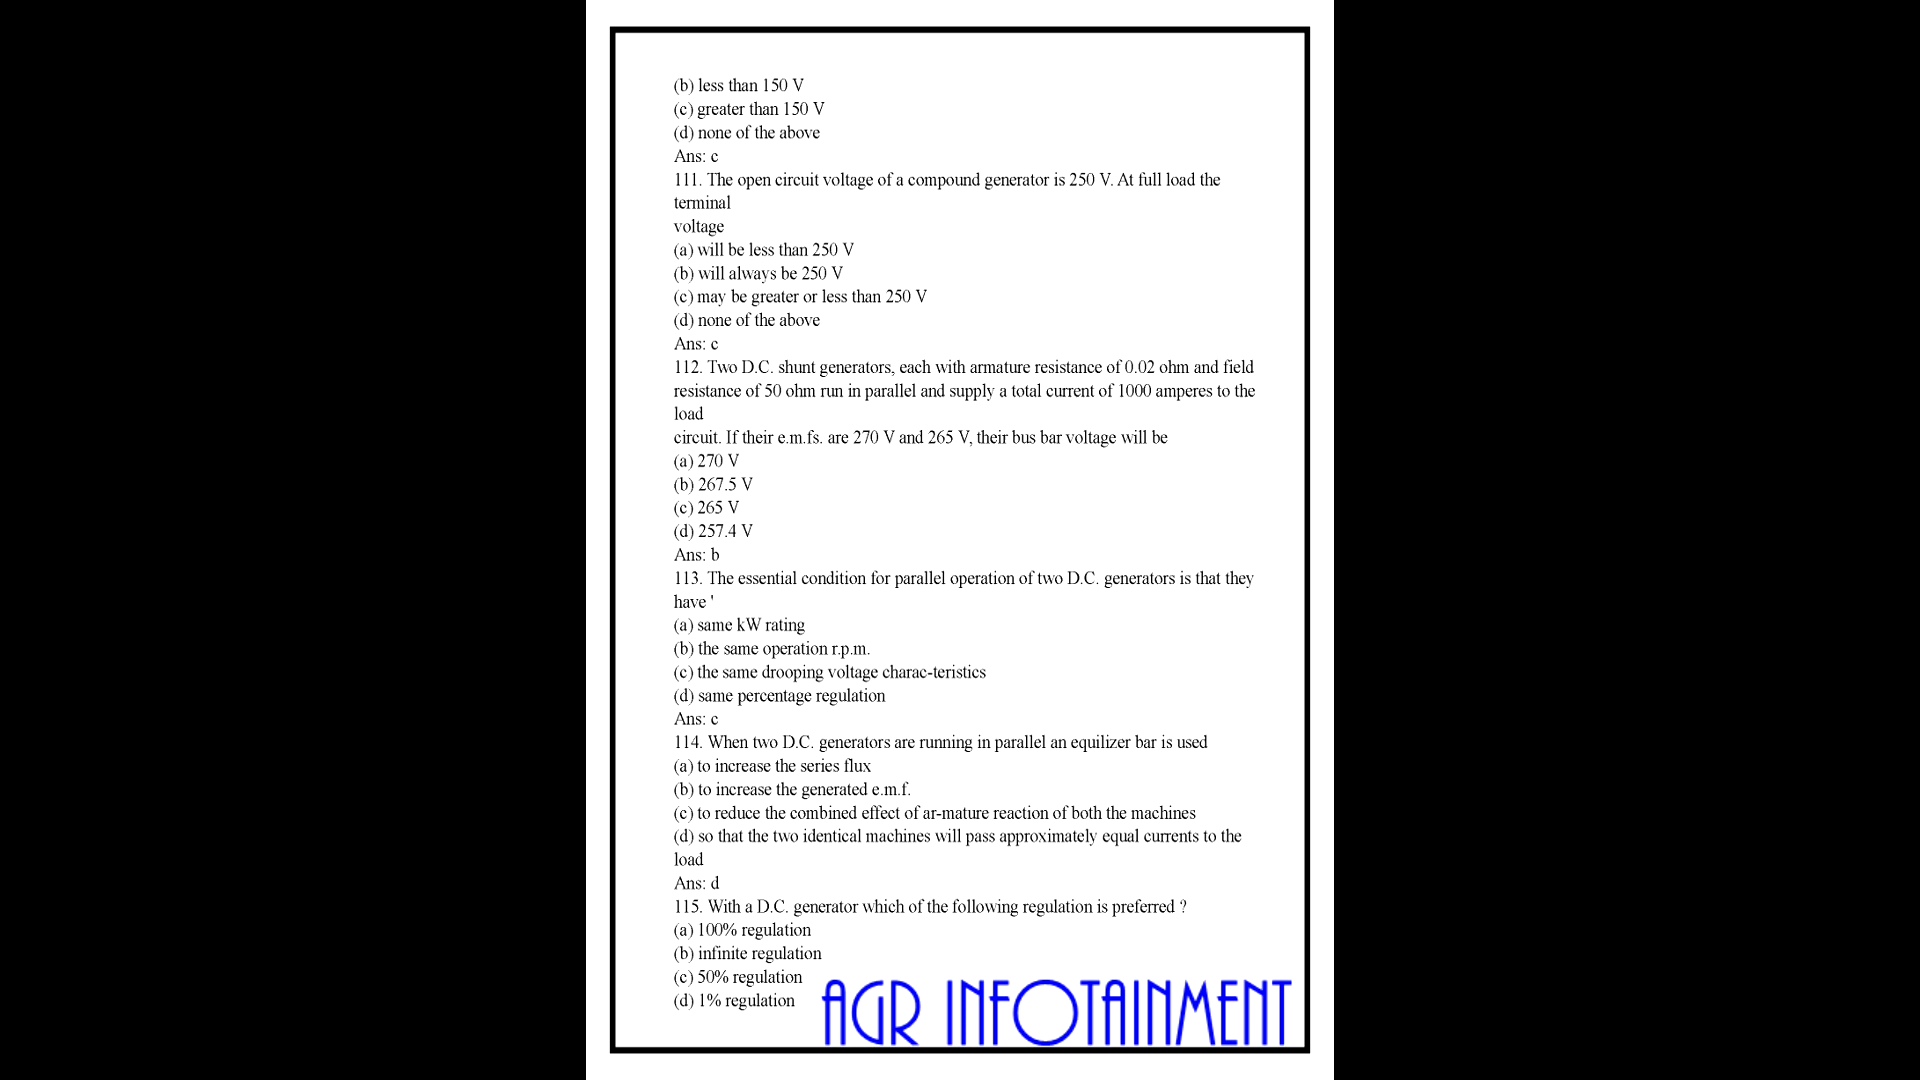 (b) less than 150 V
(c) greater than 150 V
(d) none of the above
Ans: c
111. The open circuit voltage of a compound generator is 250 V. At full load the
terminal
voltage
(a) will be less than 250 V
(b) will always be 250 V
(c) may be greater or less than 250 V
(d) none of the above
Ans: c
112. Two D.C. shunt generators, each with armature resistance of 0.02 ohm and field
resistance of 50 ohm run in parallel and supply a total current of 1000 amperes to the
load
circuit. If their e.m.fs. are 270 V and 265 V, their bus bar voltage will be
(a) 270 V
(b) 267.5 V
(c) 265 V
(d) 257.4 V
Ans: b
113. The essential condition for parallel operation of two D.C. generators is that they
have '
(a) same kW rating
(b) the same operation r.p.m.
(c) the same drooping voltage charac-teristics
(d) same percentage regulation
Ans: c
114. When two D.C. generators are running in parallel an equilizer bar is used
(a) to increase the series flux
(b) to increase the generated e.m.f.
(c) to reduce the combined effect of ar-mature reaction of both the machines
(d) so that the two identical machines will pass approximately equal currents to the
load
Ans: d
115. With a D.C. generator which of the following regulation is preferred ?
(a) 100% regulation
(b) infinite regulation
(c) 50% regulation
(d) 1% regulation
AGR INFOTAINMENT